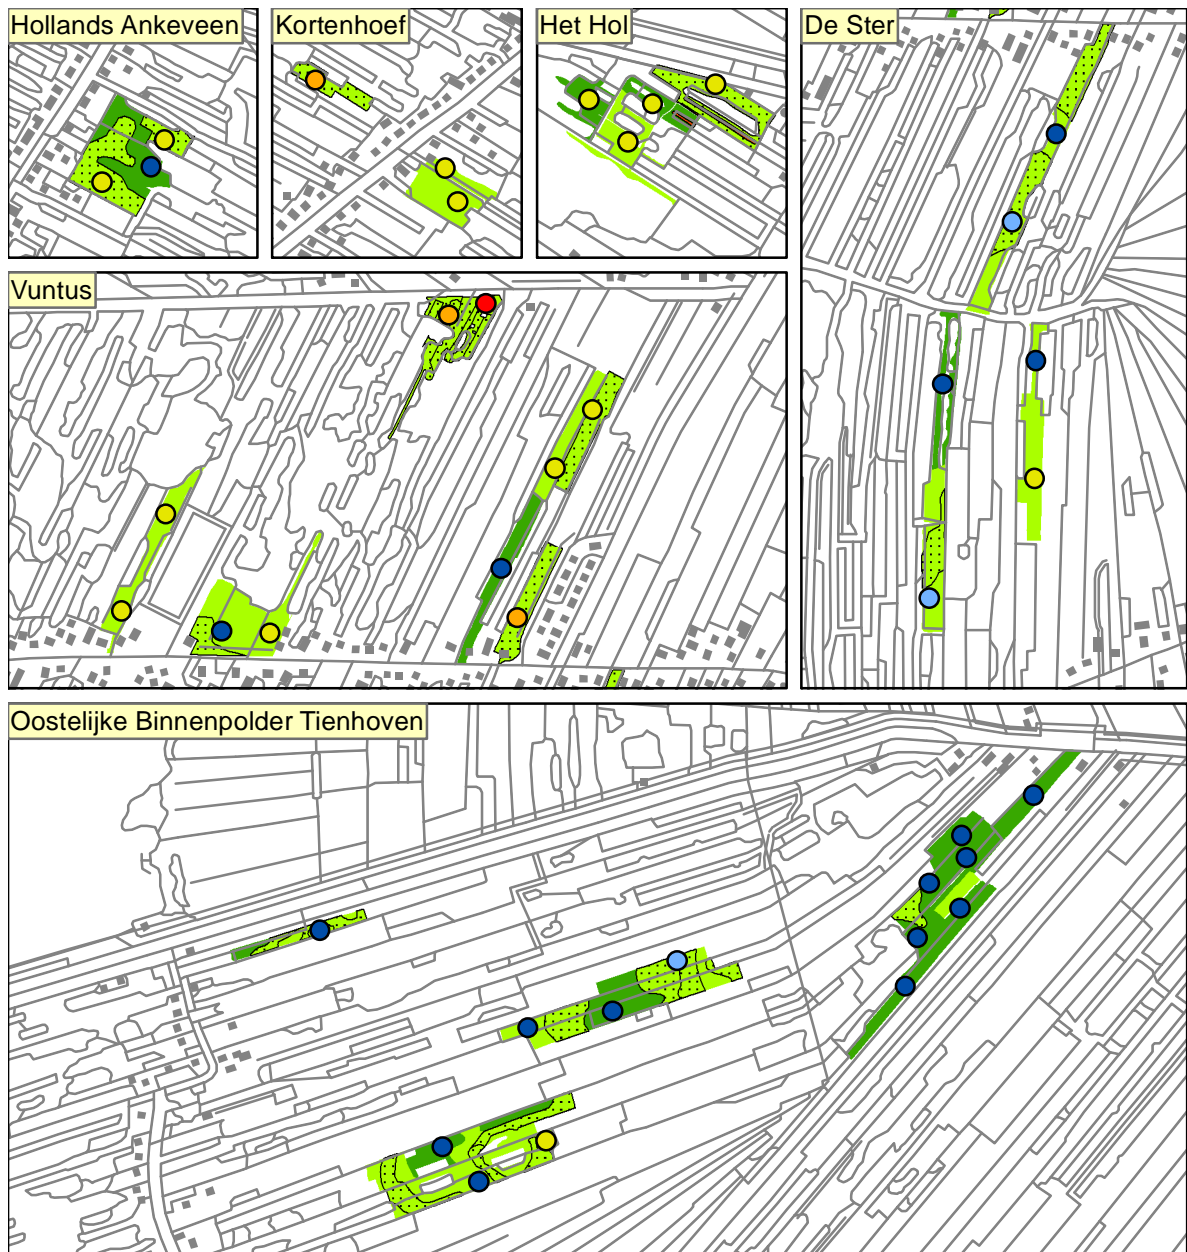 Hollands Ankeveen
Kortenhoef
Het Hol
De Ster
Vuntus
Oostelijke Binnenpolder Tienhoven